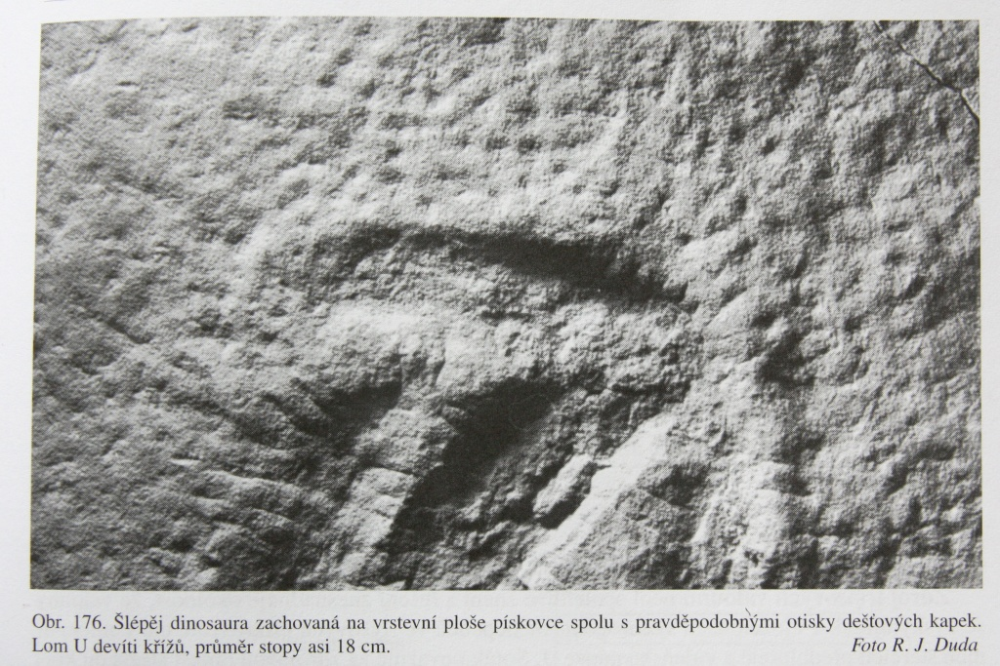 Obr. 176. Šlépěj dinosaura zachovaná na vrstevní ploše pískovce spolu s pravděpodobnými otisky dešťových kapek.
Lom U devíti křížů, průměr stopy asi 18 cm. Foto R. J. Duda